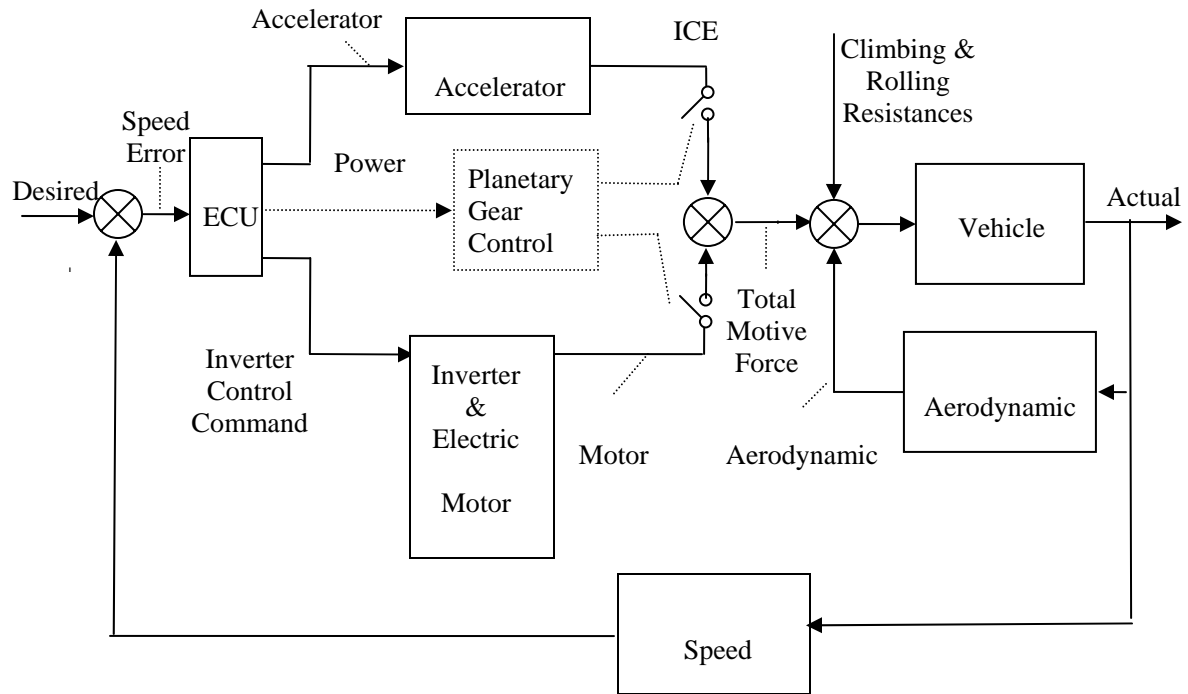 Accelerator
ICE
Accelerator
Climbing &
Rolling
Resistances
Speed
Error
Desired
ECU
Power
Planetary
Gear
Control
Vehicle
Actual
Inverter
Control
Command
Inverter
&
Electric
Motor
Motor
Total
Motive
Force
Aerodynamic
Aerodynamic
Speed